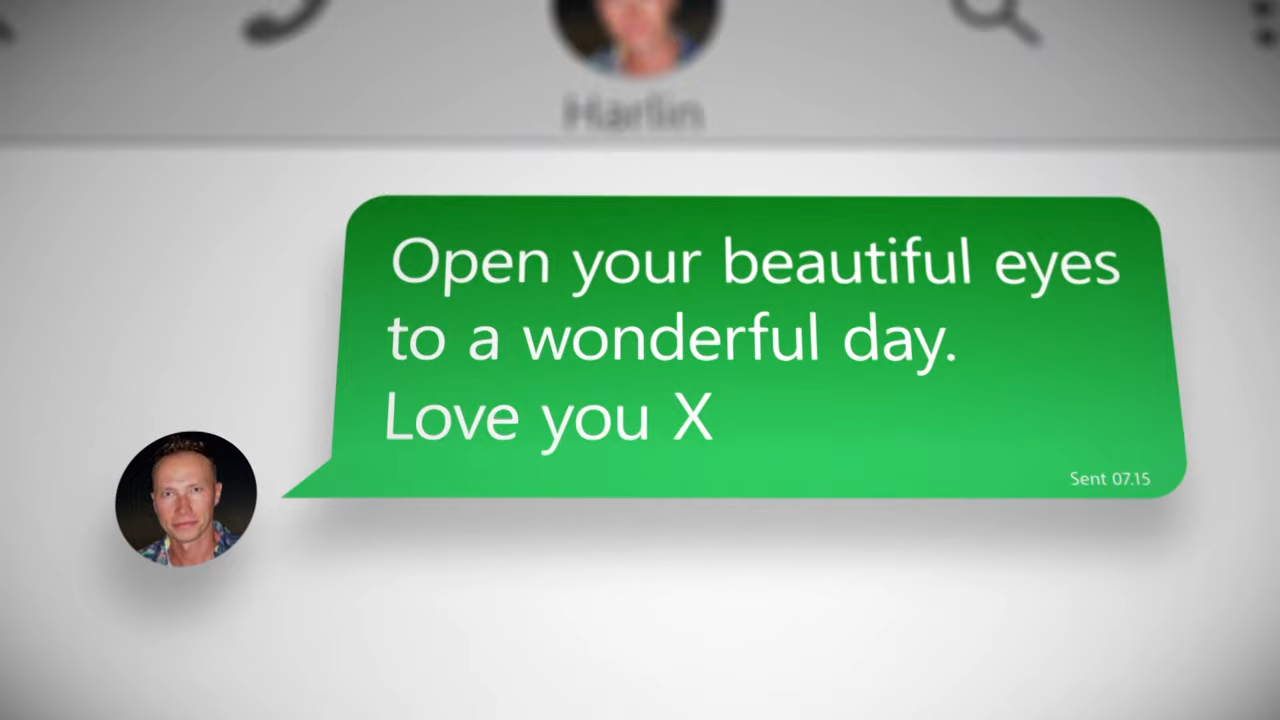 Harlin
Open your beautiful eyes
to a wonderful day.
Love you X
Sent 07.15